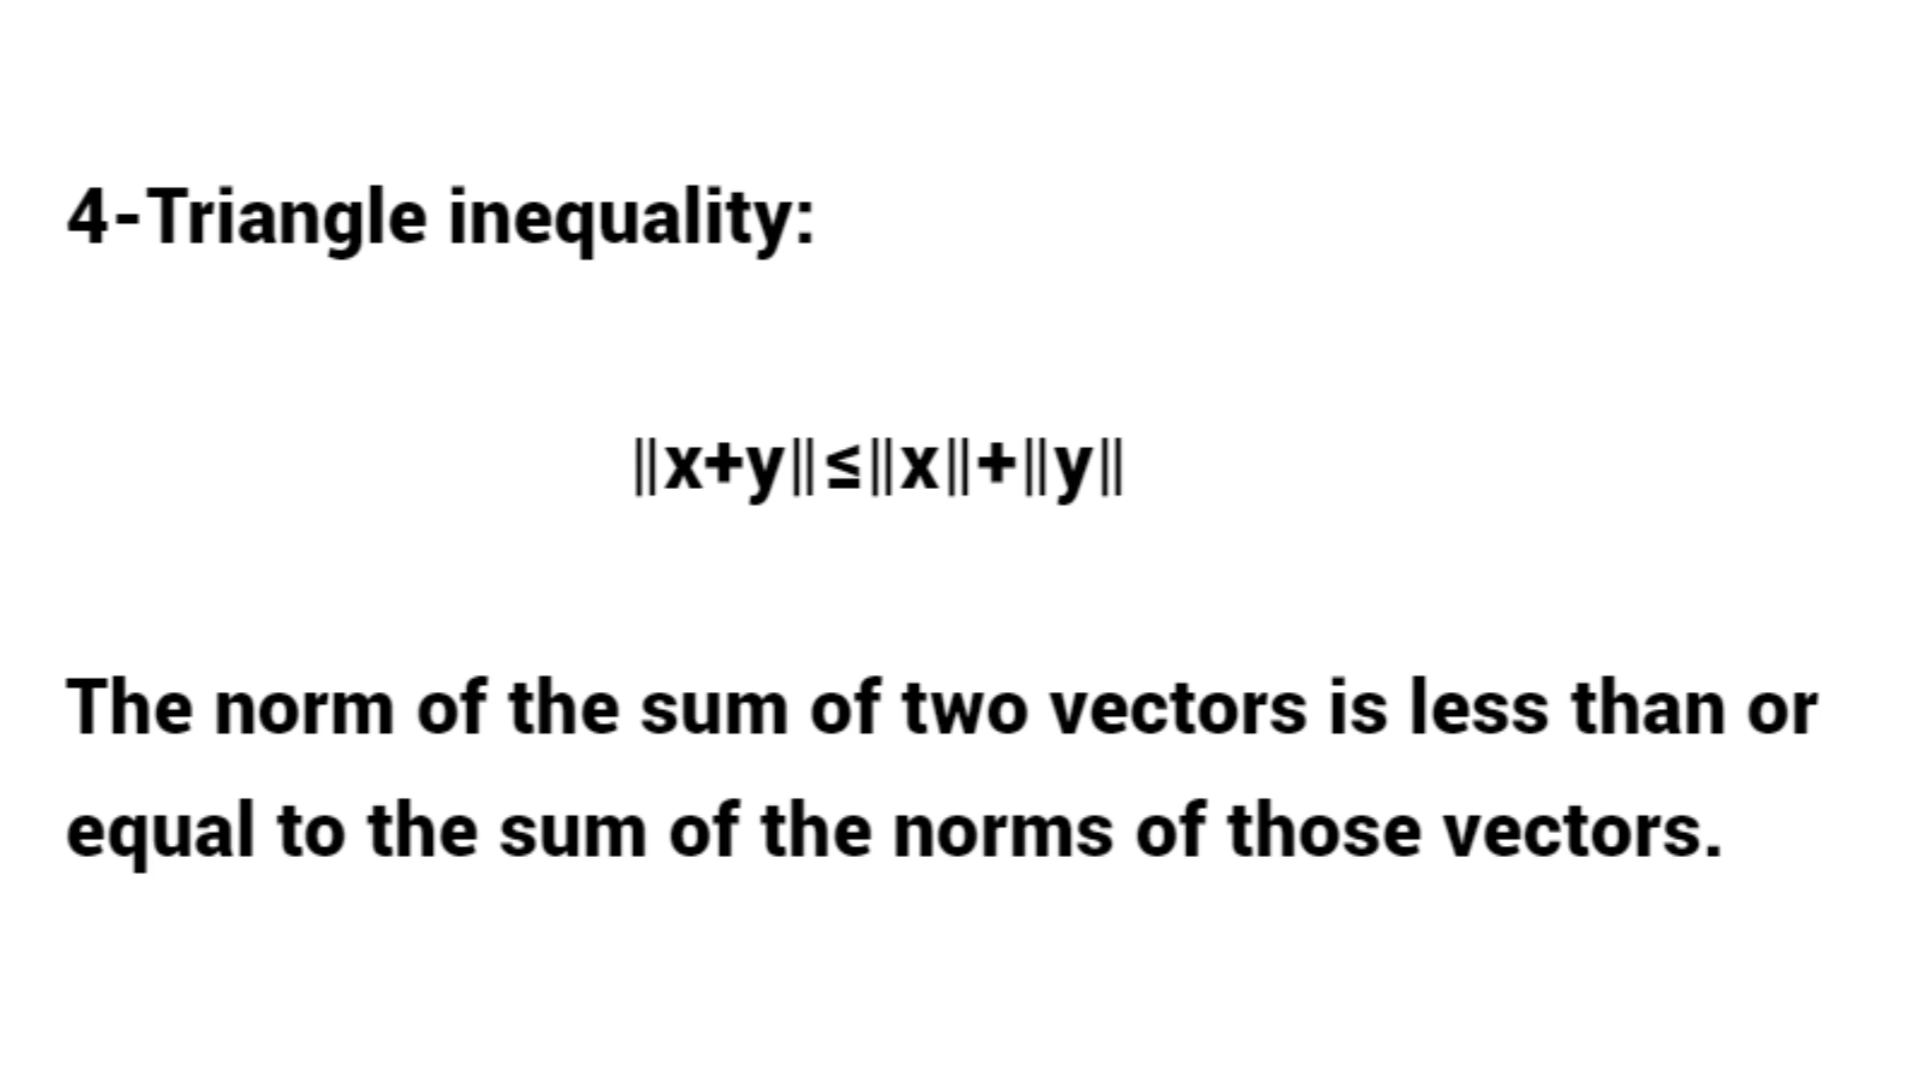 4-Triangle inequality:
‖x+y‖≤‖x‖+‖y‖
The norm of the sum of two vectors is less than or
equal to the sum of the norms of those vectors.